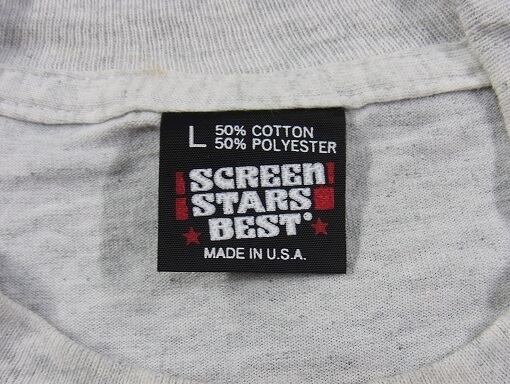 L 50% COTTON
50% POLYESTER
SCREEN
STARS
BEST®
MADE IN U.S.A.